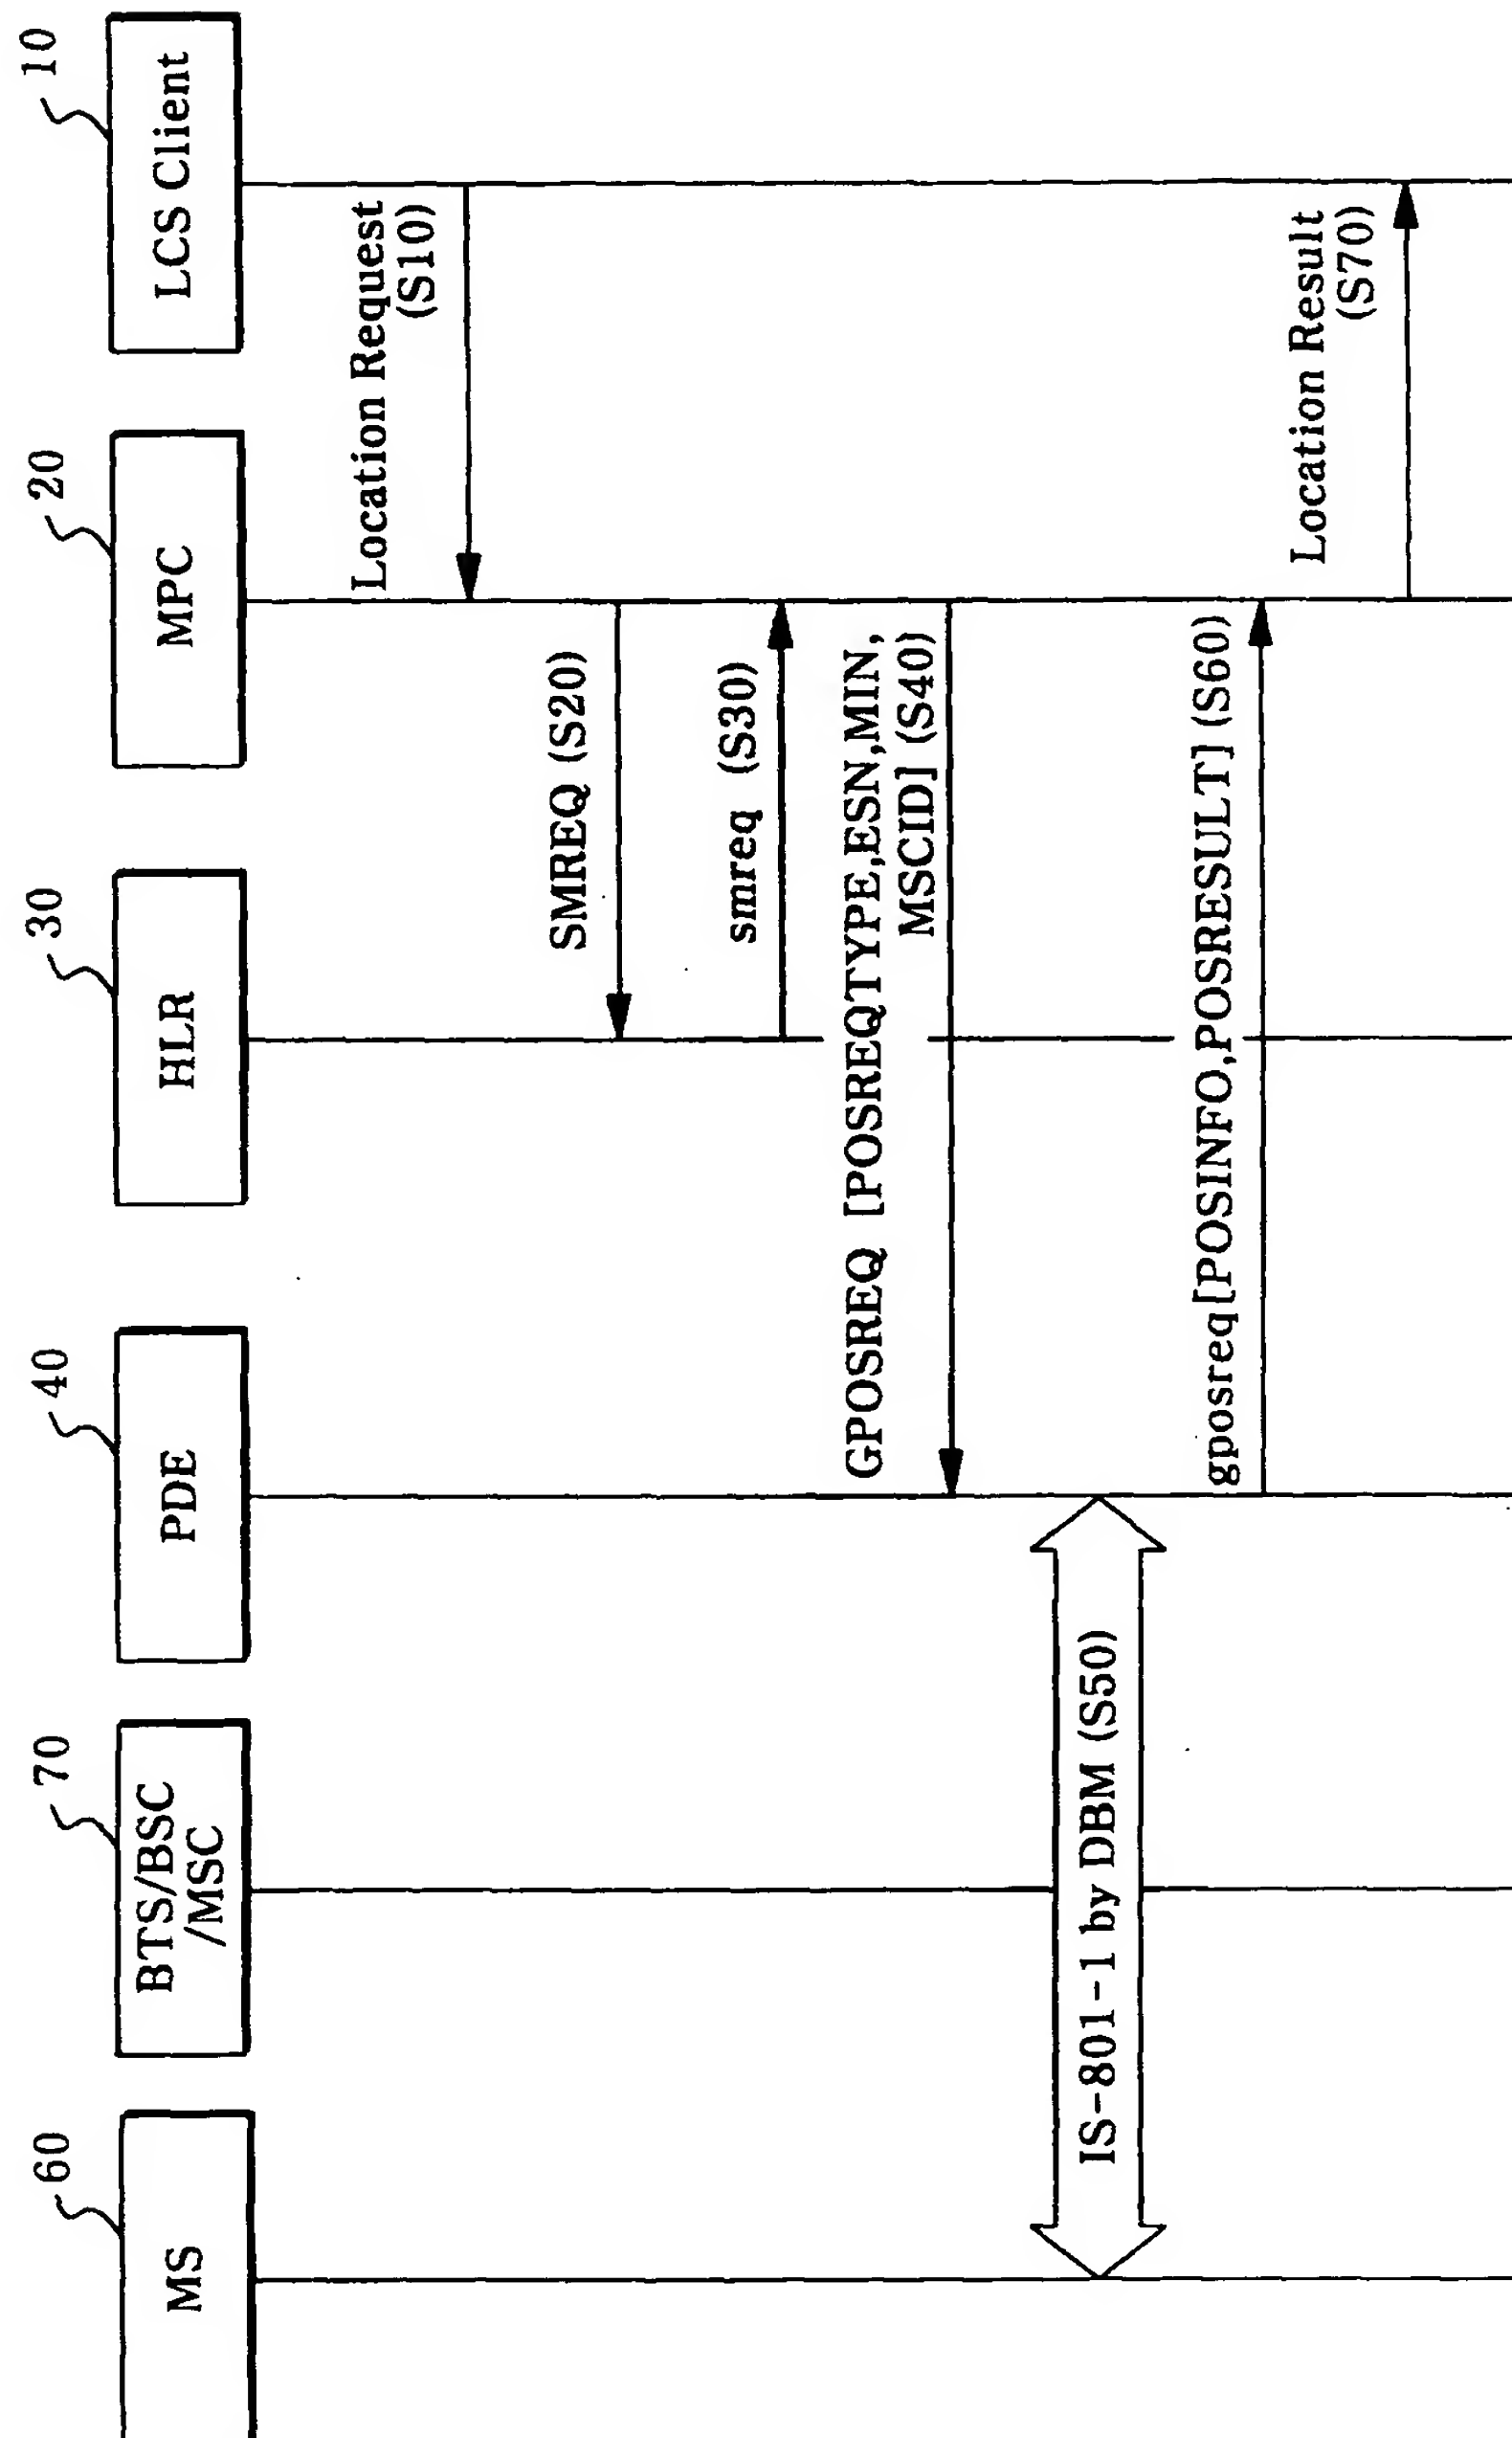 60
70
40
30
20
10
MS
BTS/BSC
/MSC
PDE
HLR
MPC
LCS Client
Location Request
(S10)
SMREQ (S20)
smreq (S30)
GPOSREQ [POSREQTYPE,ESN,MIN,
MSCID] (S40)
IS-801-1 by DBM (S50)
gposreq[POSINFO,POSRESULT] (S60)
Location Result
(S70)